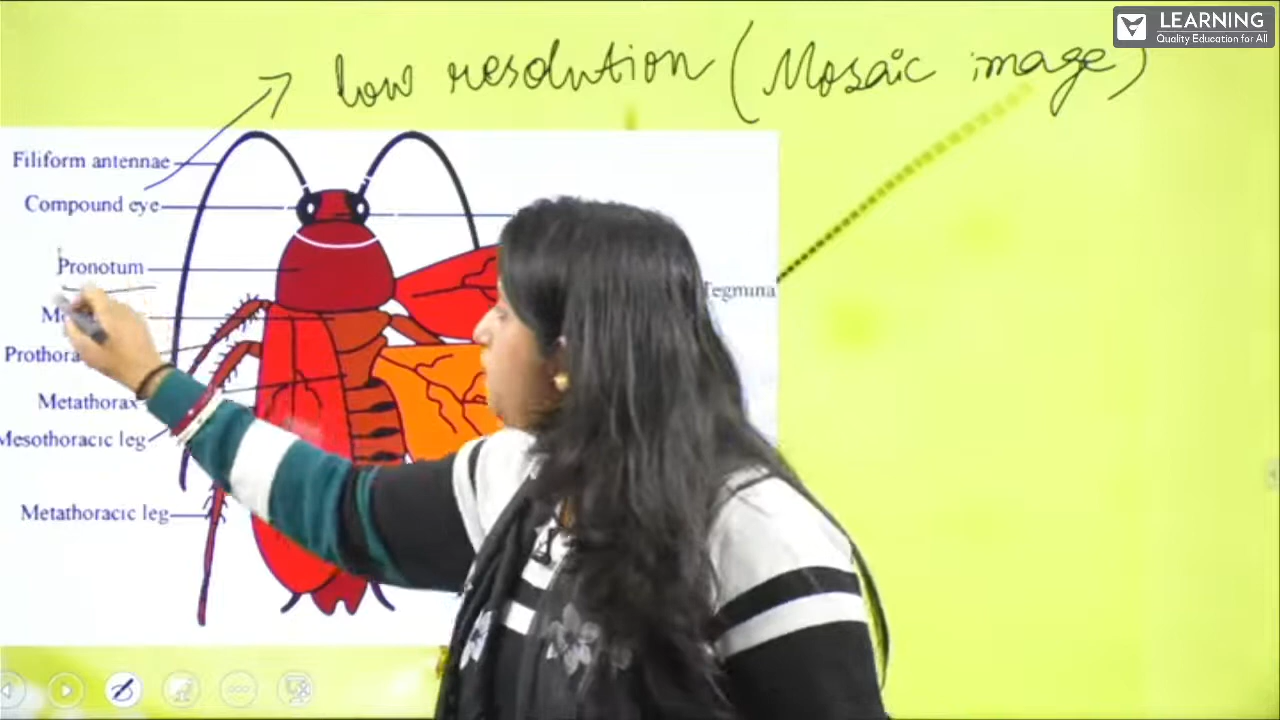 LEARNING
Quality Education for All
low resolution (Mosaic image)
Filiform antennae
Compound eye
Pronotum
Tegmina
Metathorax
Mesothoracic leg
Metathoracic leg